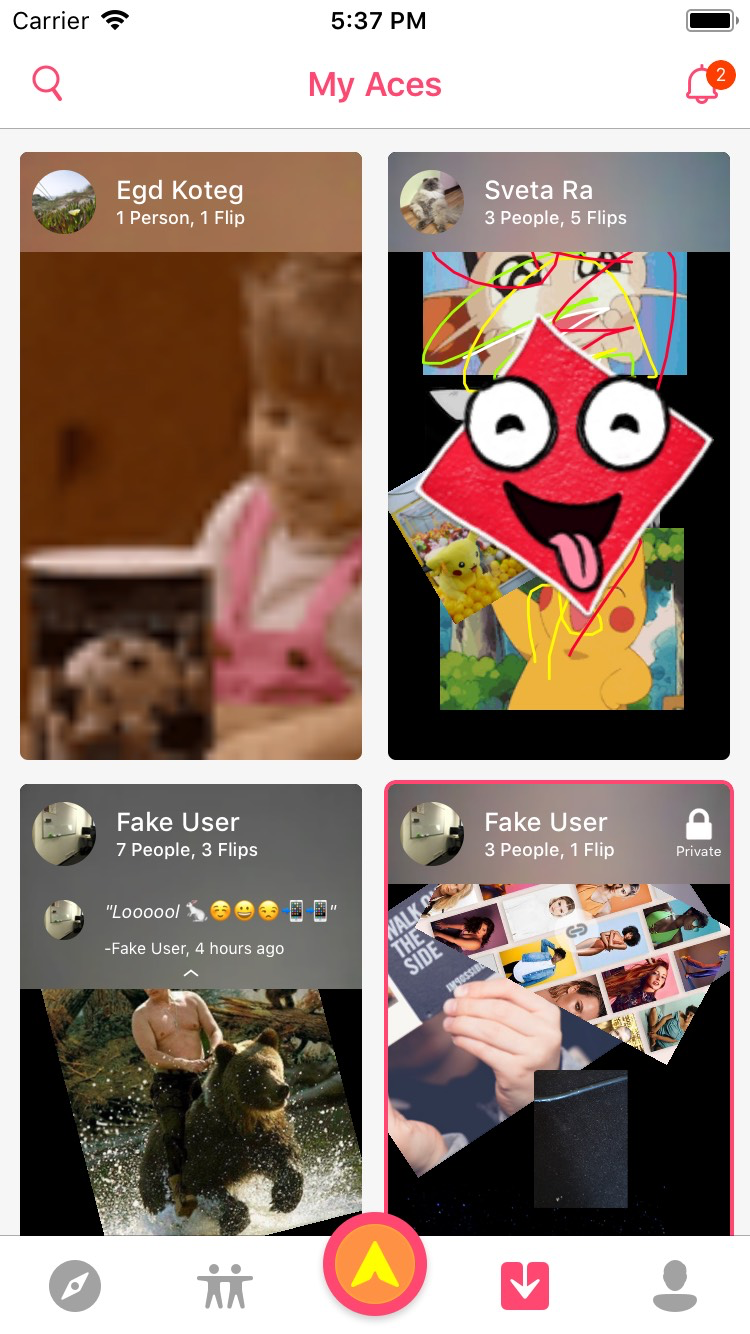 Carrier
5:37 PM
My Aces
2
Egd Koteg
1 Person, 1 Flip
Sveta Ra
3 People, 5 Flips
Fake User
7 People, 3 Flips
"Loooool 🐇☺️😀😒📲📲"
-Fake User, 4 hours ago
Fake User
3 People, 1 Flip
Private
WALK
THE
SIDE
IMPOSSIBLE